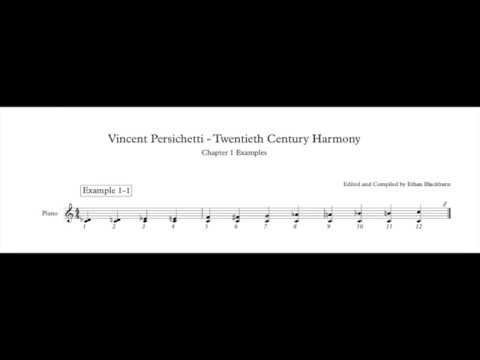 Vincent Persichetti - Twentieth Century Harmony
Chapter 1 Examples
Edited and Compiled by Ethan Blackburn
Example 1-1
Piano
1 2 3 4 5 6 7 8 9 10 11 12